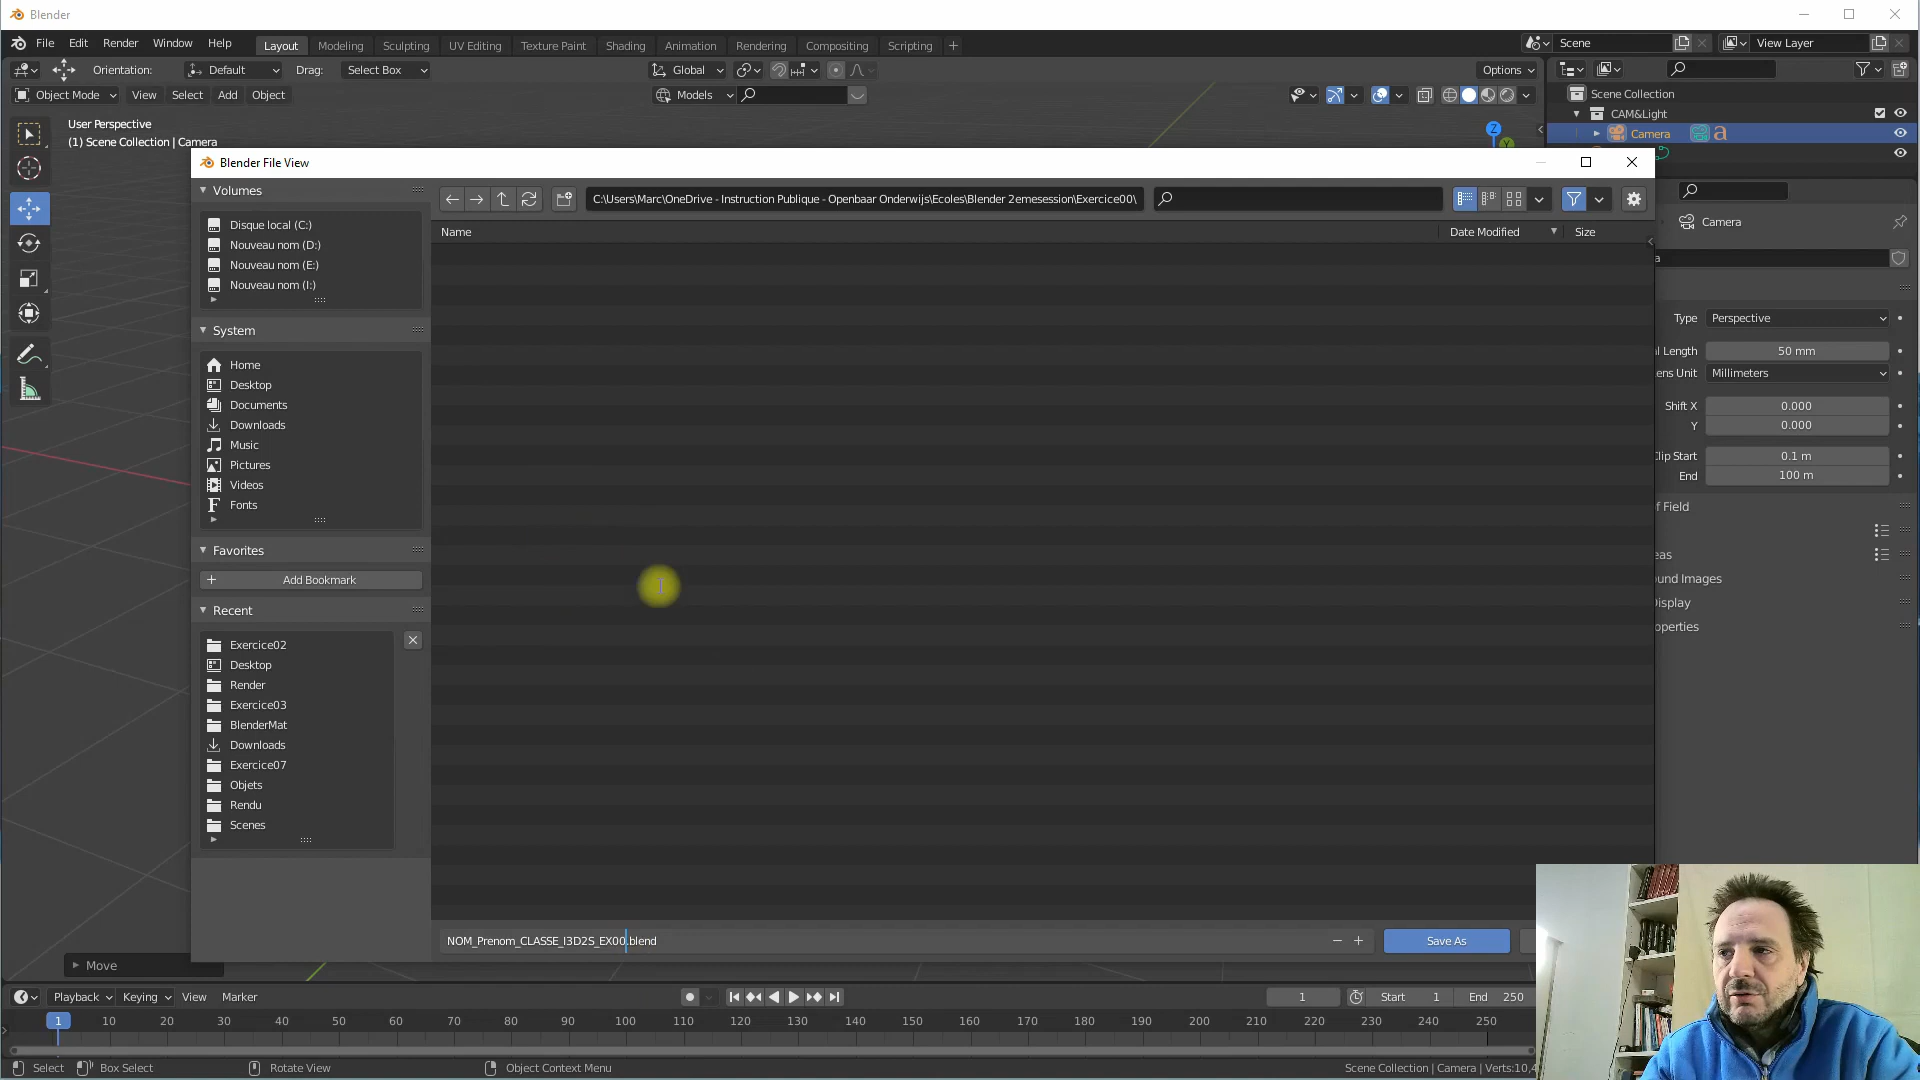 Blender
File Edit Render Window Help Layout Modeling Sculpting UV Editing Texture Paint Shading Animation Rendering Compositing Scripting + Scene View Layer
Orientation: Default Drag: Select Box Global Options
Object Mode View Select Add Object Models
Scene Collection
CAM&Light
Camera
User Perspective
(1) Scene Collection | Camera
Z
Blender File View
Volumes
C:\Users\Marc\OneDrive - Instruction Publique - Openbaar Onderwijs\Ecoles\Blender 2emesession\Exercice00\
Name Date Modified Size
Disque local (C:)
Nouveau nom (D:)
Nouveau nom (E:)
Nouveau nom (I:)
System
Home
Desktop
Documents
Downloads
Music
Pictures
Videos
Fonts
Favorites
Add Bookmark
Recent
Exercice02
Desktop
Render
Exercice03
BlenderMat
Downloads
Exercice07
Objets
Rendu
Scenes
NOM_Prenom_CLASSE_I3D2S_EX00.blend
Save As
Camera
a
Type Perspective
l Length 50 mm
ens Unit Millimeters
Shift X 0.000
Y 0.000
Clip Start 0.1 m
End 100 m
f Field
eas
und Images
Display
operties
Move
Playback Keying View Marker 1 Start 1 End 250
1 10 20 30 40 50 60 70 80 90 100 110 120 130 140 150 160 170 180 190 200 210 220 230 240 250
Select Box Select Rotate View Object Context Menu Scene Collection | Camera | Verts:10,4